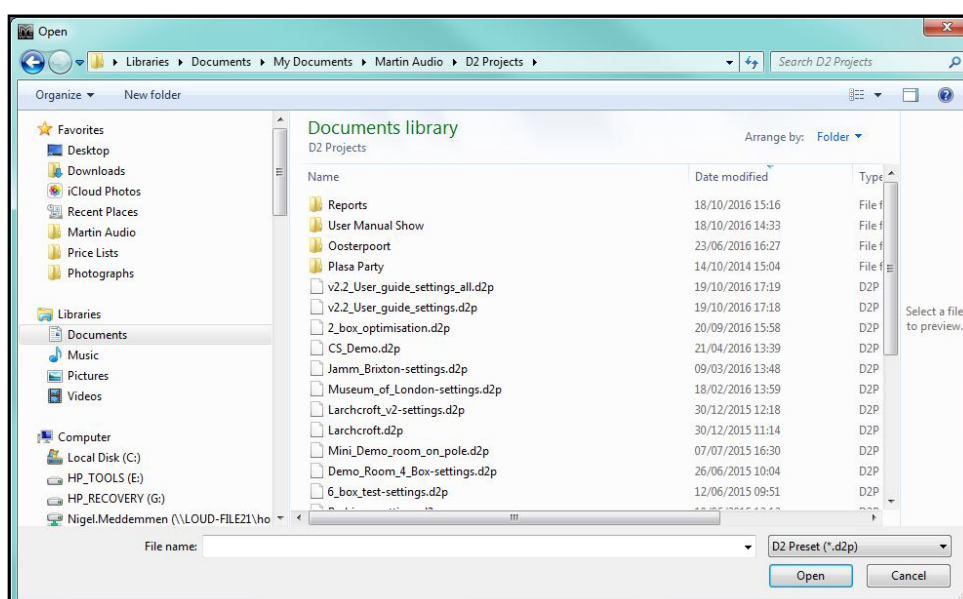 Open
Libraries ▸ Documents ▸ My Documents ▸ Martin Audio ▸ D2 Projects ▸
Search D2 Projects
Organize
New folder
Favorites
Desktop
Downloads
iCloud Photos
Recent Places
Martin Audio
Price Lists
Photographs
Libraries
Documents
Music
Pictures
Videos
Computer
Local Disk (C:)
HP_TOOLS (E:)
HP_RECOVERY (G:)
Nigel.Meddemmen (\\LOUD-FILE21\ho
Documents library
D2 Projects
Arrange by: Folder
Name Date modified Type
Reports 18/10/2016 15:16 File f
User Manual Show 18/10/2016 14:33 File f
Oosterpoort 23/06/2016 16:27 File f
Plasa Party 14/10/2014 15:04 File f
v2.2_User_guide_settings_all.d2p 19/10/2016 17:19 D2P
v2.2_User_guide_settings.d2p 19/10/2016 17:18 D2P
2_box_optimisation.d2p 20/09/2016 15:58 D2P
CS_Demo.d2p 21/04/2016 13:39 D2P
Jamm_Brixton-settings.d2p 09/03/2016 13:48 D2P
Museum_of_London-settings.d2p 18/02/2016 13:59 D2P
Larchcroft_v2-settings.d2p 30/12/2015 12:18 D2P
Larchcroft.d2p 30/12/2015 11:14 D2P
Mini_Demo_room_on_pole.d2p 07/07/2015 16:30 D2P
Demo_Room_4_Box-settings.d2p 26/06/2015 10:04 D2P
6_box_test-settings.d2p 12/06/2015 09:51 D2P
Select a file
to preview.
File name:
D2 Preset (*.d2p)
Open
Cancel